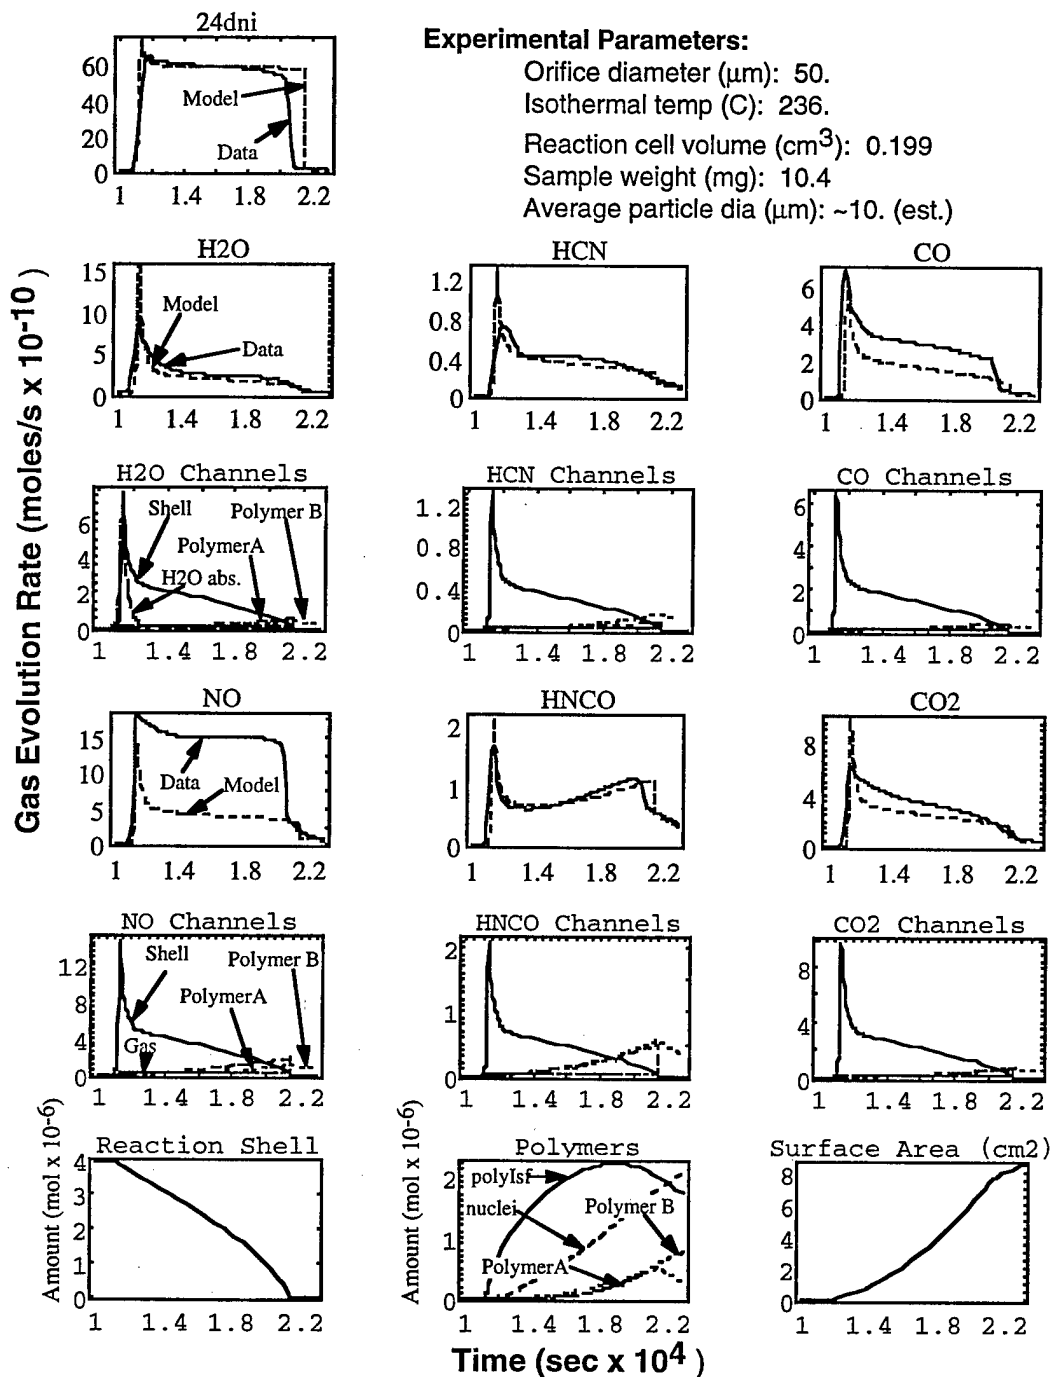 24dni
60
40
20
0
Model
Data
1 1.4 1.8 2.2
Experimental Parameters:
Orifice diameter (µm): 50.
Isothermal temp (C): 236.
Reaction cell volume (cm3): 0.199
Sample weight (mg): 10.4
Average particle dia (µm): ~10. (est.)
Gas Evolution Rate (moles/s x 10-10)
H2O
15
10
5
0
Model
Data
1 1.4 1.8 2.2
HCN
1.2
0.8
0.4
0
1 1.4 1.8 2.2
CO
6
4
2
0
1 1.4 1.8 2.2
H2O Channels
6
4
2
0
Shell
Polymer B
PolymerA
H2O abs.
1 1.4 1.8 2.2
HCN Channels
1.2
0.8
0.4
0
1 1.4 1.8 2.2
CO Channels
6
4
2
0
1 1.4 1.8 2.2
NO
15
10
5
0
Data
Model
1 1.4 1.8 2.2
HNCO
2
1
0
1 1.4 1.8 2.2
CO2
8
4
0
1 1.4 1.8 2.2
NO Channels
12
8
4
0
Shell
Polymer B
PolymerA
Gas
1 1.4 1.8 2.2
HNCO Channels
2
1
0
1 1.4 1.8 2.2
CO2 Channels
8
4
0
1 1.4 1.8 2.2
Reaction Shell
Amount (mol x 10-6)
4
3
2
1
0
1 1.4 1.8 2.2
Polymers
Amount (mol x 10-6)
2
1
0
polyIsf
nuclei
Polymer B
PolymerA
1 1.4 1.8 2.2
Surface Area (cm2)
8
6
4
2
0
1 1.4 1.8 2.2
Time (sec x 104)